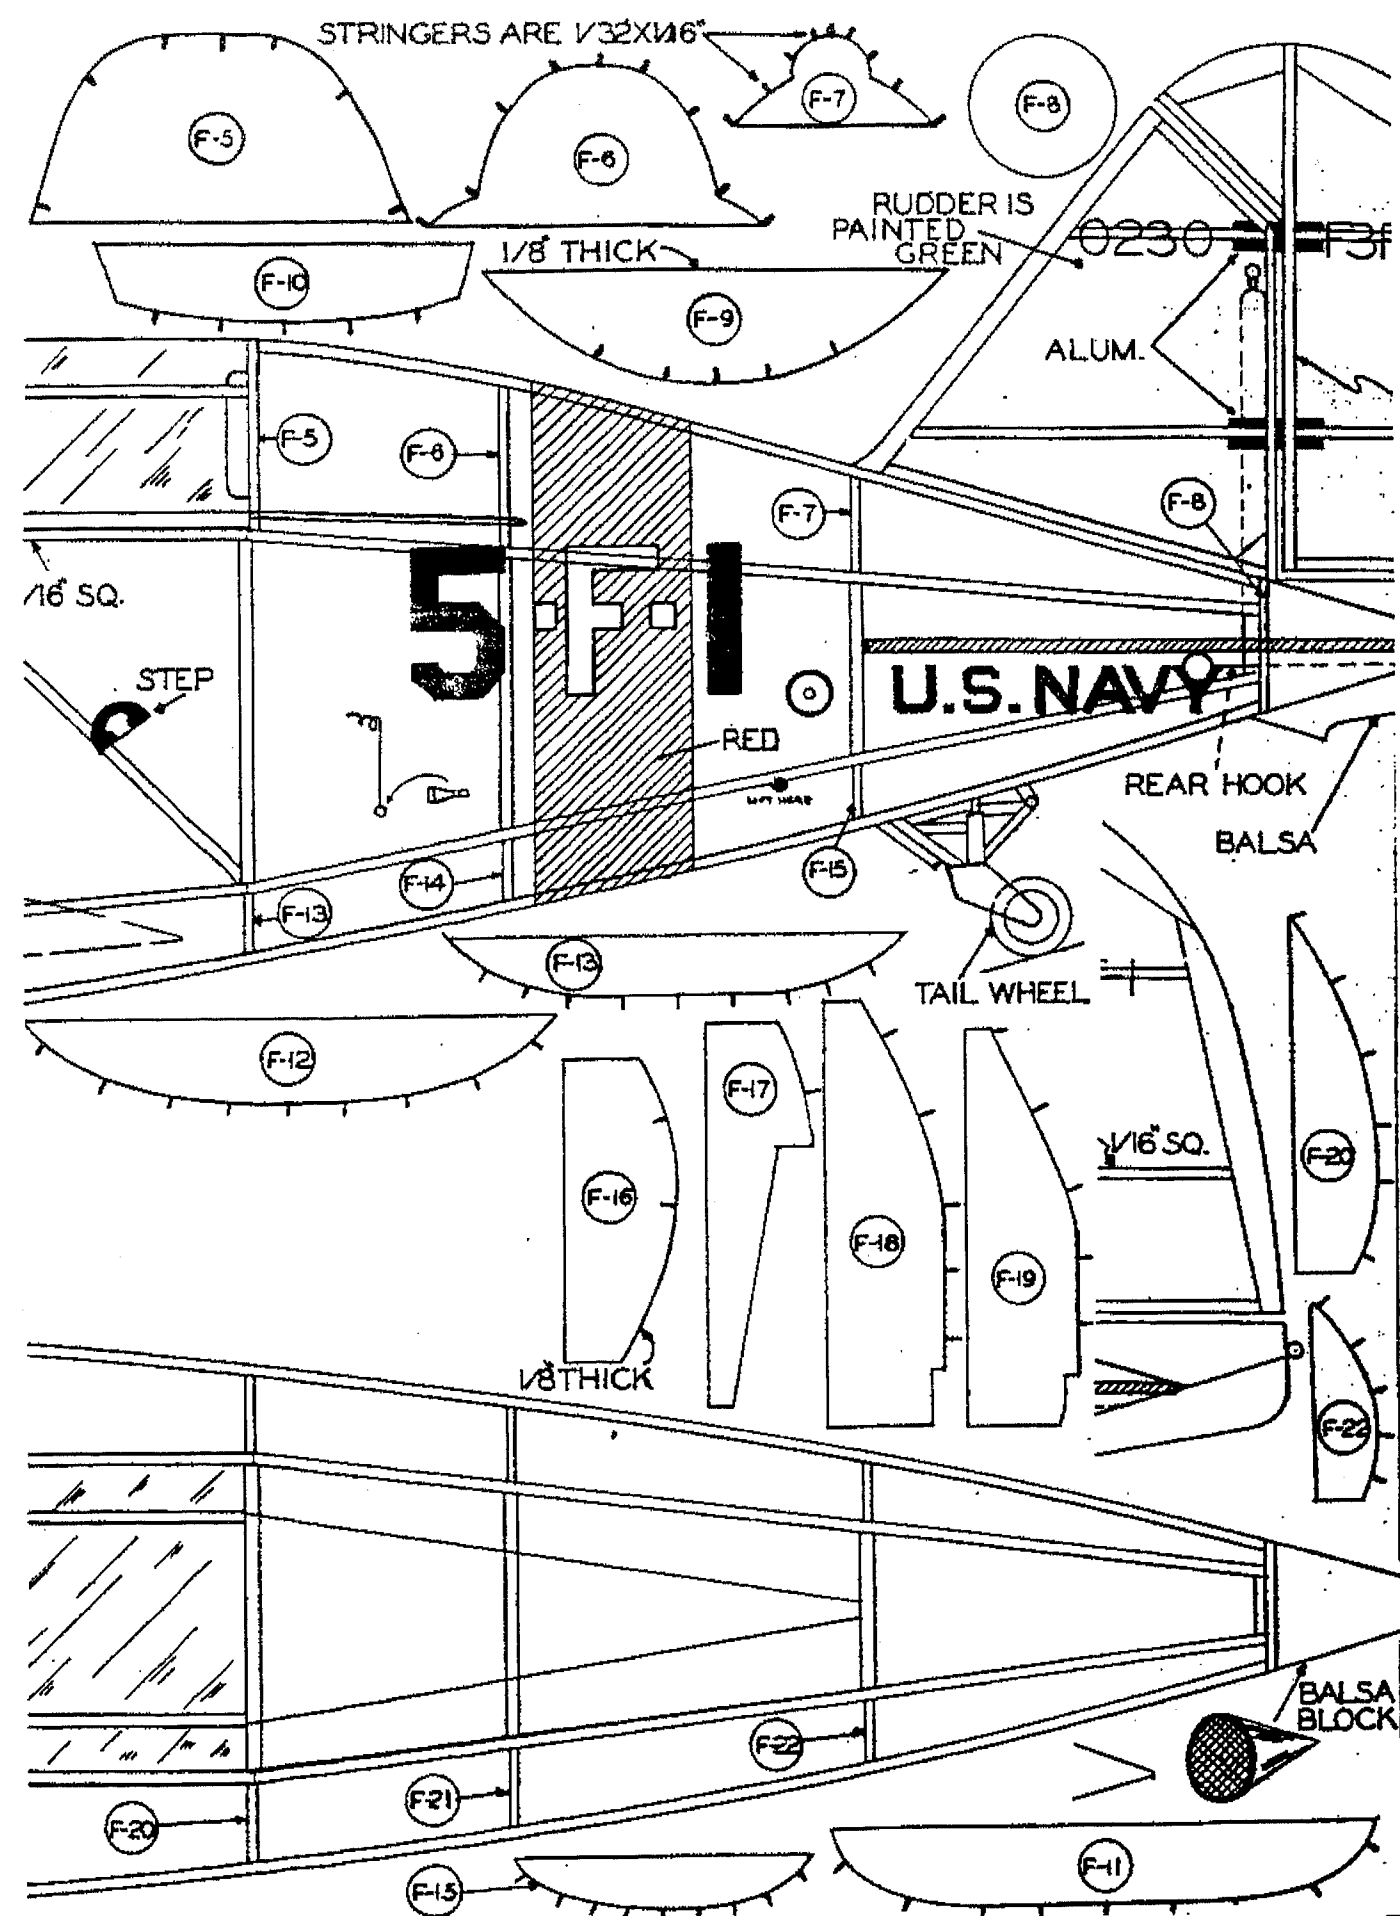 STRINGERS ARE 1/32X1/16"
F-5
F-6
F-7
F-8
RUDDER IS
PAINTED
GREEN
0230
F3F
1/8" THICK
F-10
F-9
ALUM.
F-5
F-6
F-7
F-8
/16" SQ.
5-F-1
STEP
U.S. NAVY
RED
REAR HOOK
BALSA
F-15
F-14
F-13
F-13
TAIL WHEEL
F-12
F-17
F-16
1/16" SQ.
F-20
F-18
F-19
1/8" THICK
F-22
BALSA
BLOCK
F-22
F-21
F-20
F-15
F-11